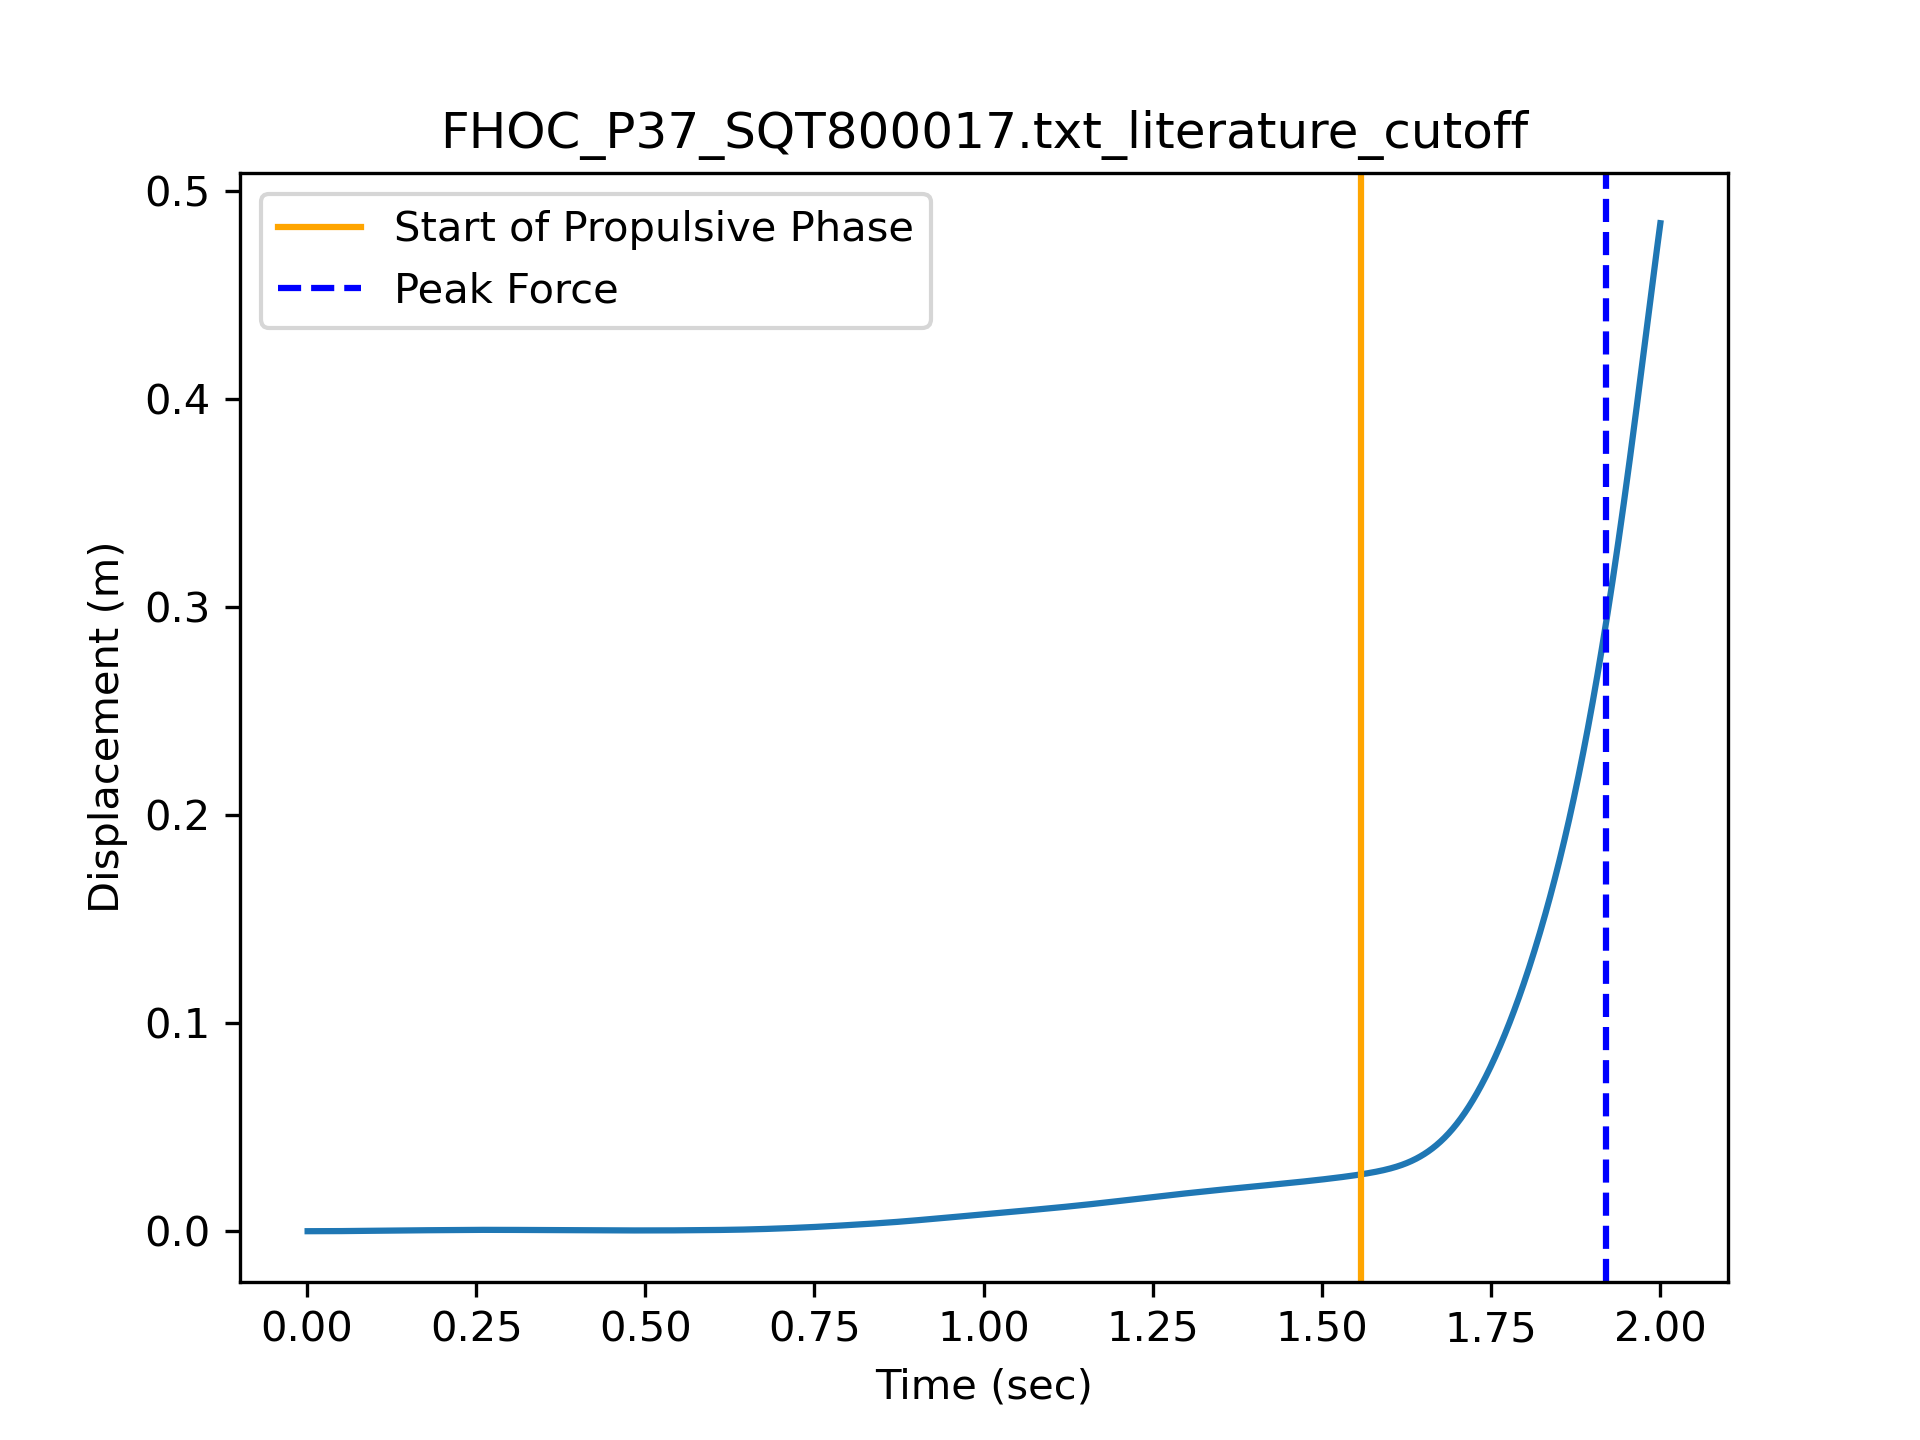 FHOC_P37_SQT800017.txt_literature_cutoff
Start of Propulsive Phase
Peak Force
0.5
0.4
0.3
0.2
0.1
0.0
Displacement (m)
0.00 0.25 0.50 0.75 1.00 1.25 1.50 1.75 2.00
Time (sec)